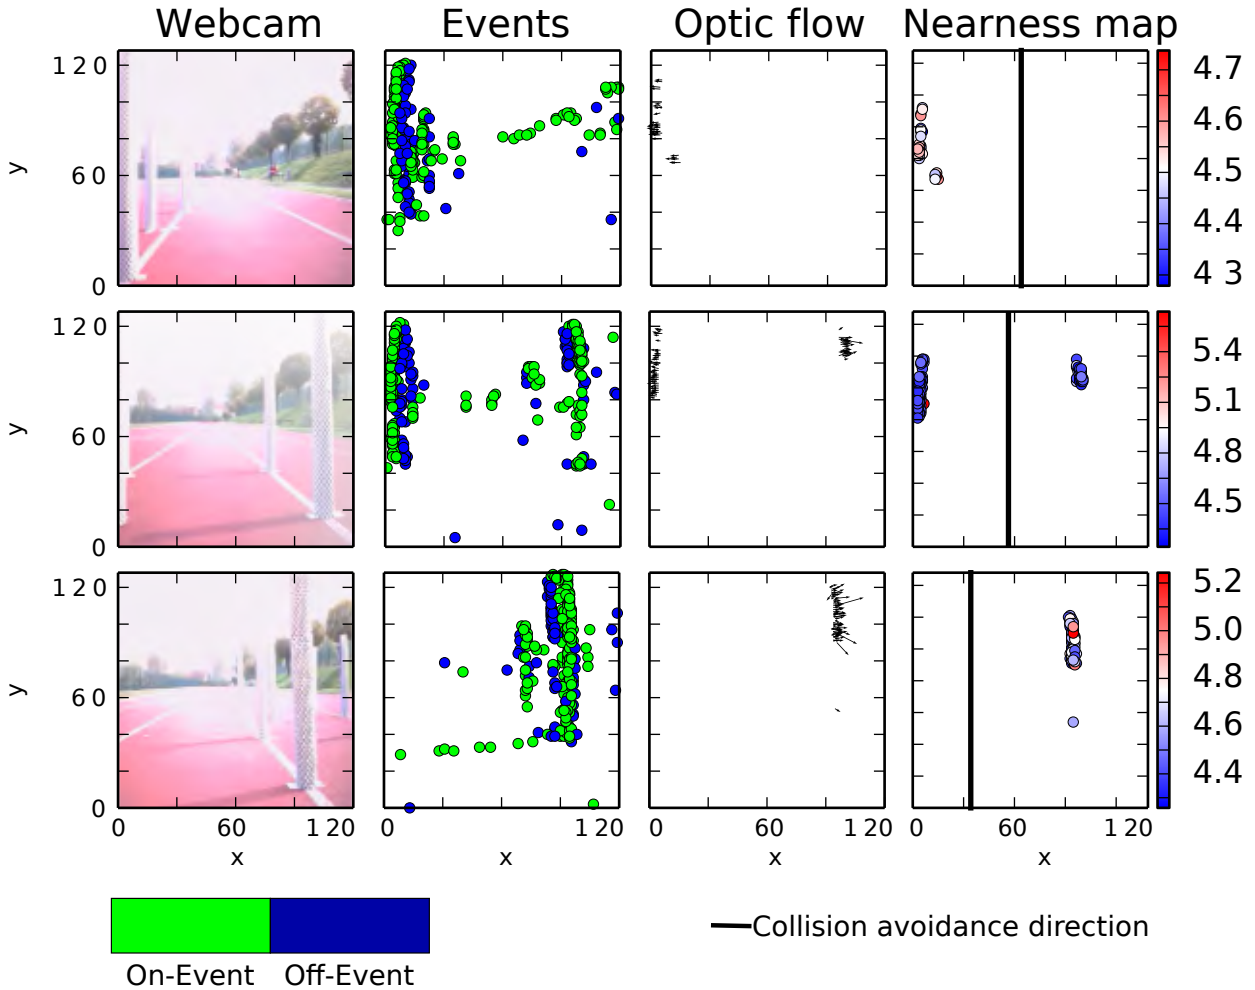 Webcam Events Optic flow Nearness map
120
y
60
0
4.7
4.6
4.5
4.4
4 3
120
y
60
0
5.4
5.1
4.8
4.5
120
y
60
0
5.2
5.0
4.8
4.6
4.4
0 60 120 0 60 120 0 60 120 0 60 120
x x x x
Collision avoidance direction
On-Event Off-Event